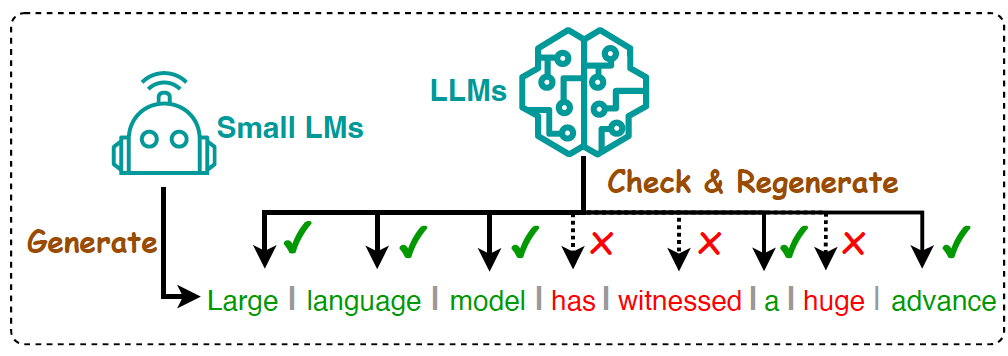 LLMs
Small LMs
Check & Regenerate
Generate
Large | language | model | has | witnessed | a | huge | advance